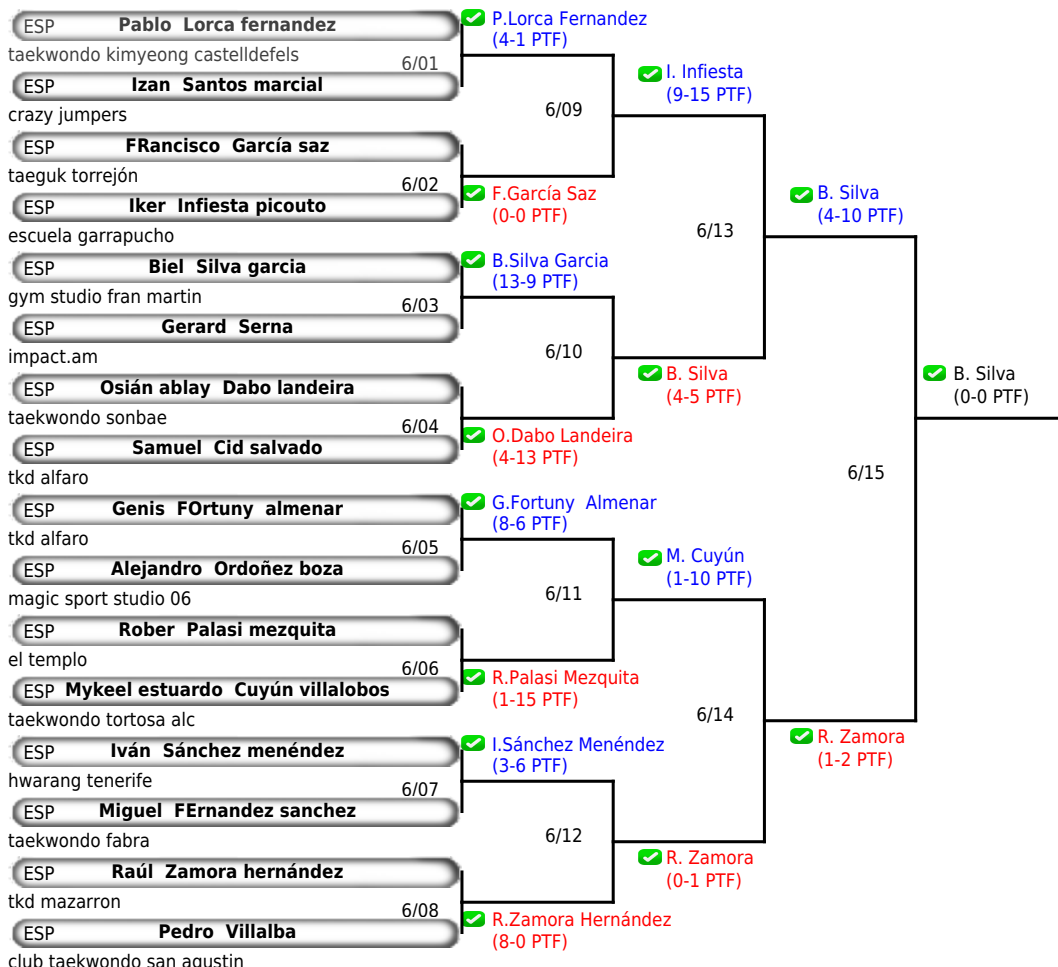 ESP Pablo Lorca fernandez
taekwondo kimyeong castelldefels
6/01
ESP Izan Santos marcial
crazy jumpers
ESP FRancisco García saz
taeguk torrejón
6/02
ESP Iker Infiesta picouto
escuela garrapucho
ESP Biel Silva garcia
gym studio fran martin
6/03
ESP Gerard Serna
impact.am
ESP Osián ablay Dabo landeira
taekwondo sonbae
6/04
ESP Samuel Cid salvado
tkd alfaro
ESP Genis FOrtuny almenar
tkd alfaro
6/05
ESP Alejandro Ordoñez boza
magic sport studio 06
ESP Rober Palasi mezquita
el templo
6/06
ESP Mykeel estuardo Cuyún villalobos
taekwondo tortosa alc
ESP Iván Sánchez menéndez
hwarang tenerife
6/07
ESP Miguel FErnandez sanchez
taekwondo fabra
ESP Raúl Zamora hernández
tkd mazarron
6/08
ESP Pedro Villalba
club taekwondo san agustin
P.Lorca Fernandez
(4-1 PTF)
6/09
F.García Saz
(0-0 PTF)
B.Silva Garcia
(13-9 PTF)
6/10
O.Dabo Landeira
(4-13 PTF)
G.Fortuny Almenar
(8-6 PTF)
6/11
R.Palasi Mezquita
(1-15 PTF)
I.Sánchez Menéndez
(3-6 PTF)
6/12
R.Zamora Hernández
(8-0 PTF)
I. Infiesta
(9-15 PTF)
6/13
B. Silva
(4-5 PTF)
M. Cuyún
(1-10 PTF)
6/14
R. Zamora
(0-1 PTF)
B. Silva
(4-10 PTF)
6/15
R. Zamora
(1-2 PTF)
B. Silva
(0-0 PTF)